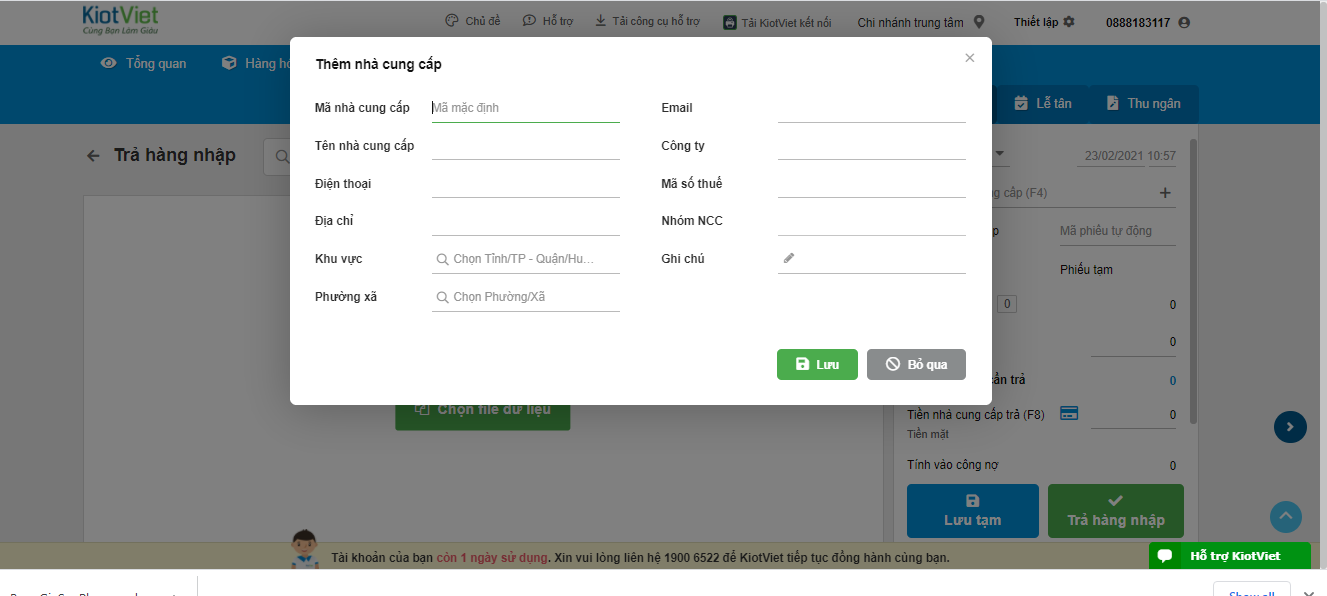 KiotViet
Cùng Bạn Làm Giàu
Chủ đề
Hỗ trợ
Tải công cụ hỗ trợ
Tải KiotViet kết nối
Chi nhánh trung tâm
Thiết lập
0888183117
Tổng quan
Hàng
Lễ tân
Thu ngân
Thêm nhà cung cấp
Mã nhà cung cấp
Mã mặc định
Email
Tên nhà cung cấp
Công ty
Điện thoại
Mã số thuế
Địa chỉ
Nhóm NCC
Khu vực
Chọn Tỉnh/TP - Quận/Hu...
Ghi chú
Phường xã
Chọn Phường/Xã
Lưu
Bỏ qua
Trả hàng nhập
Chọn file dữ liệu
23/02/2021 10:57
cấp (F4)
Mã phiếu tự động
Phiếu tạm
0
0
0
trả
0
Tiền nhà cung cấp trả (F8)
0
Tiền mặt
Tính vào công nợ
0
Lưu tạm
Trả hàng nhập
Tài khoản của bạn còn 1 ngày sử dụng. Xin vui lòng liên hệ 1900 6522 để KiotViet tiếp tục đồng hành cùng bạn.
Hỗ trợ KiotViet
Show all